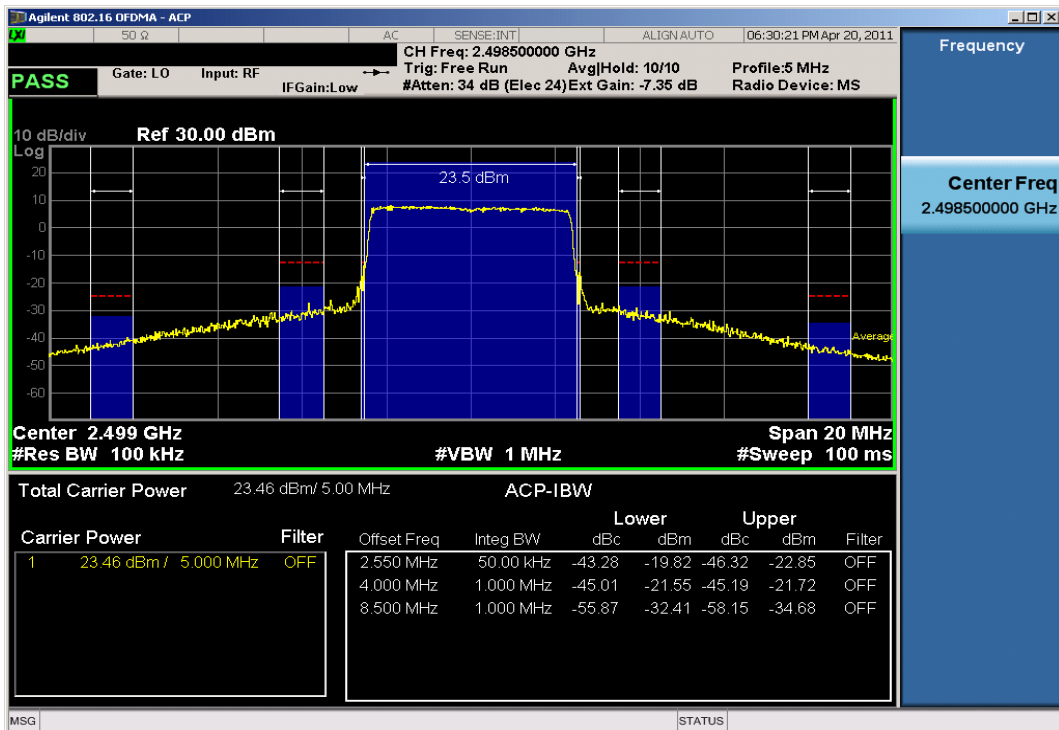 Agilent 802.16 OFDMA - ACP
LXI 50 Ω AC SENSE:INT ALIGN AUTO 06:30:21 PM Apr 20, 2011
CH Freq: 2.498500000 GHz
Trig: Free Run Avg|Hold: 10/10 Profile:5 MHz
PASS Gate: LO Input: RF IFGain:Low #Atten: 34 dB (Elec 24) Ext Gain: -7.35 dB Radio Device: MS
Frequency
Center Freq
2.498500000 GHz
10 dB/div Ref 30.00 dBm
Log
20
10
0
-10
-20
-30
-40
-50
-60
23.5 dBm
Average
Center 2.499 GHz Span 20 MHz
#Res BW 100 kHz #VBW 1 MHz #Sweep 100 ms
Total Carrier Power 23.46 dBm/ 5.00 MHz ACP-IBW
Lower Upper
Carrier Power Filter Offset Freq Integ BW dBc dBm dBc dBm Filter
1 23.46 dBm / 5.000 MHz OFF 2.550 MHz 50.00 kHz -43.28 -19.82 -46.32 -22.85 OFF
4.000 MHz 1.000 MHz -45.01 -21.55 -45.19 -21.72 OFF
8.500 MHz 1.000 MHz -55.87 -32.41 -58.15 -34.68 OFF
MSG STATUS